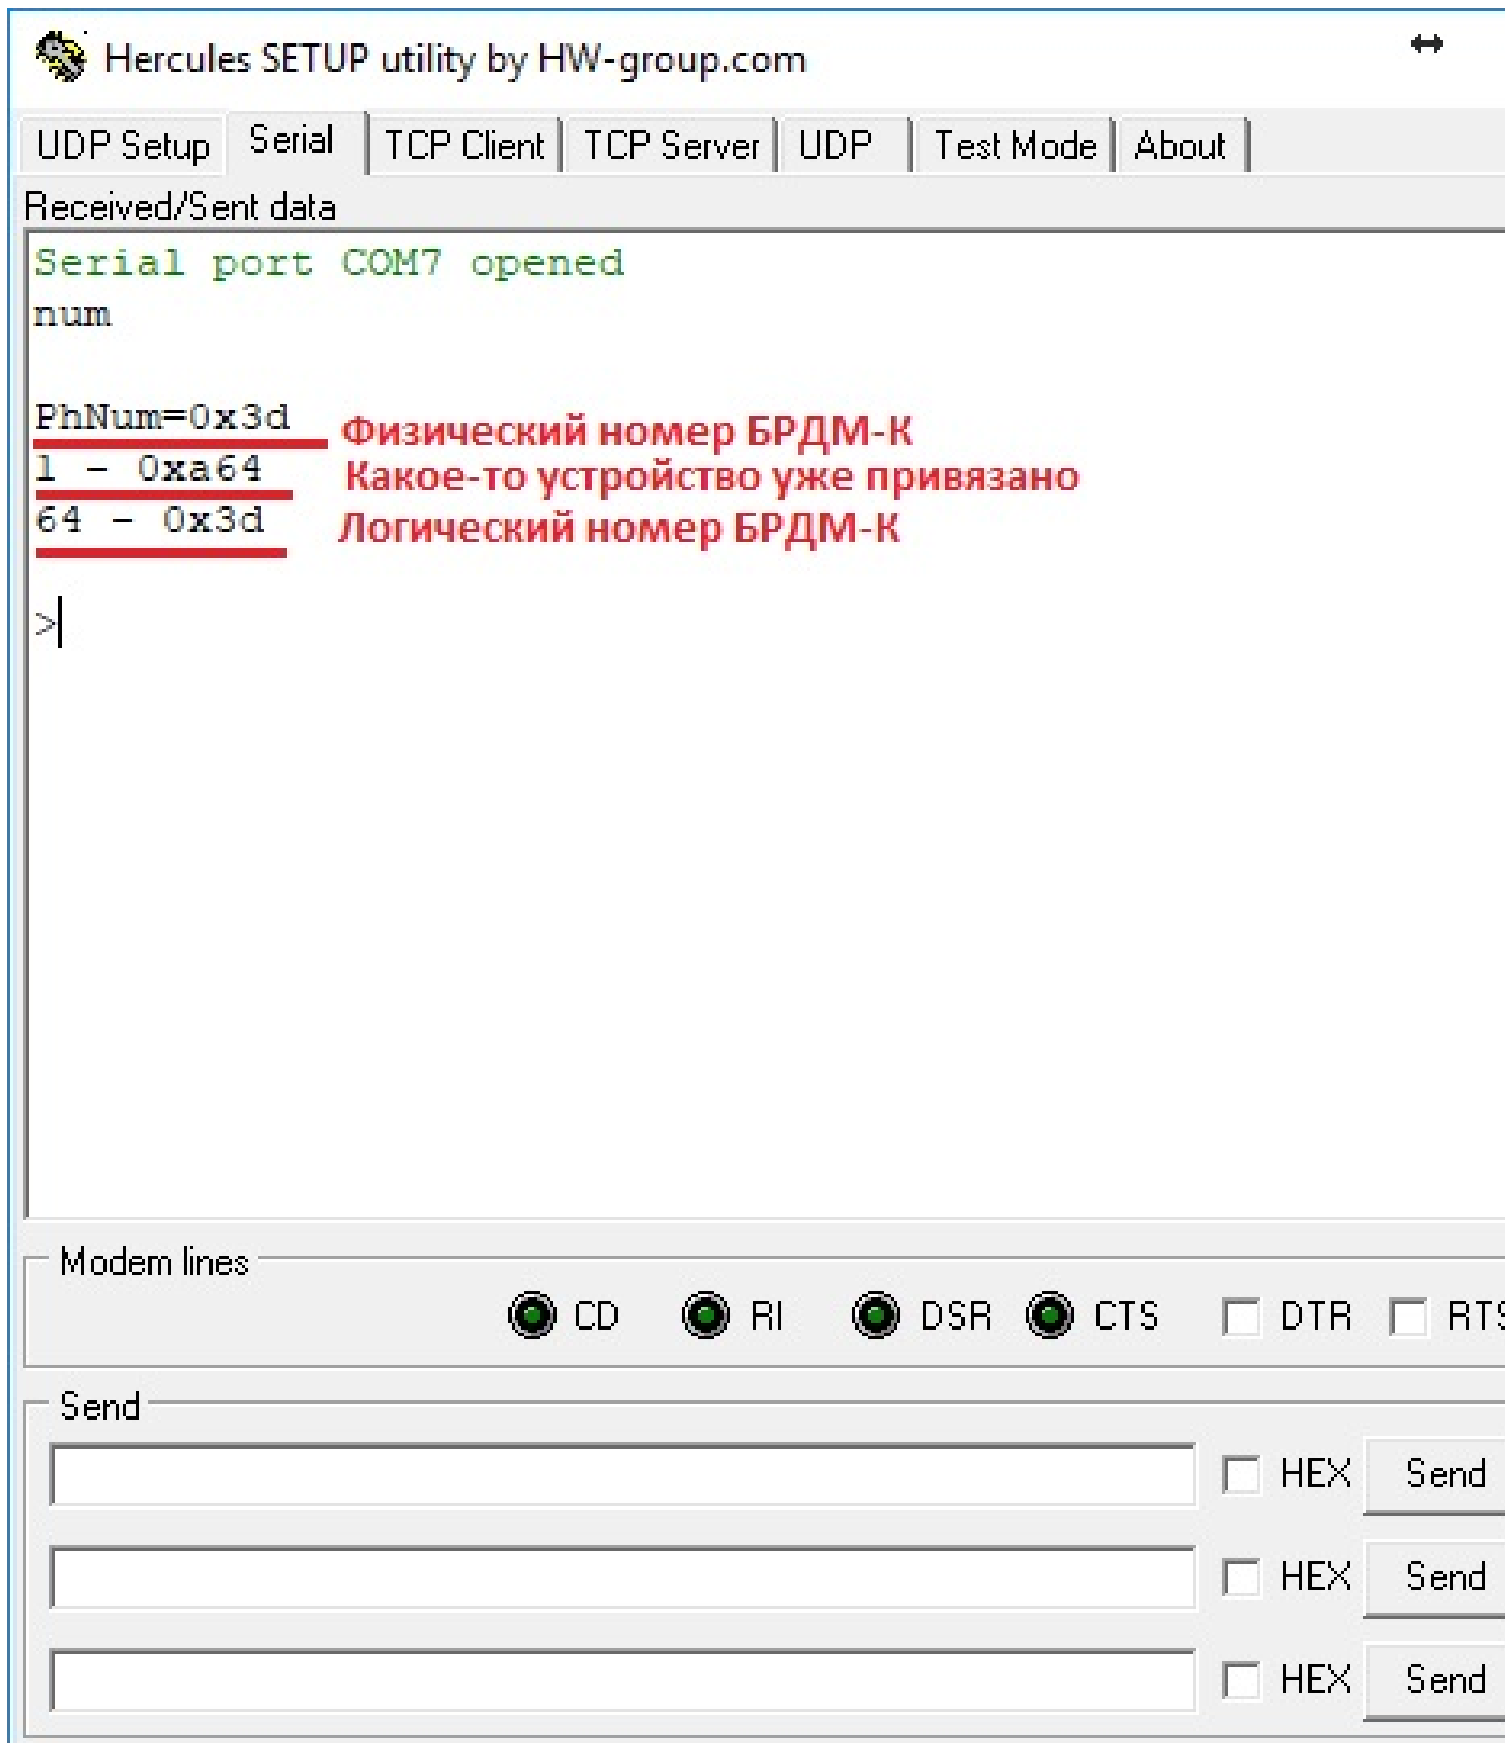 Hercules SETUP utility by HW-group.com
UDP Setup Serial TCP Client TCP Server UDP Test Mode About
Received/Sent data
Serial port COM7 opened
num
PhNum=0x3d Физический номер БРДМ-К
1 - 0xa64 Какое-то устройство уже привязано
64 - 0x3d Логический номер БРДМ-К
>
Modem lines
CD RI DSR CTS DTR RTS
Send
HEX Send
HEX Send
HEX Send